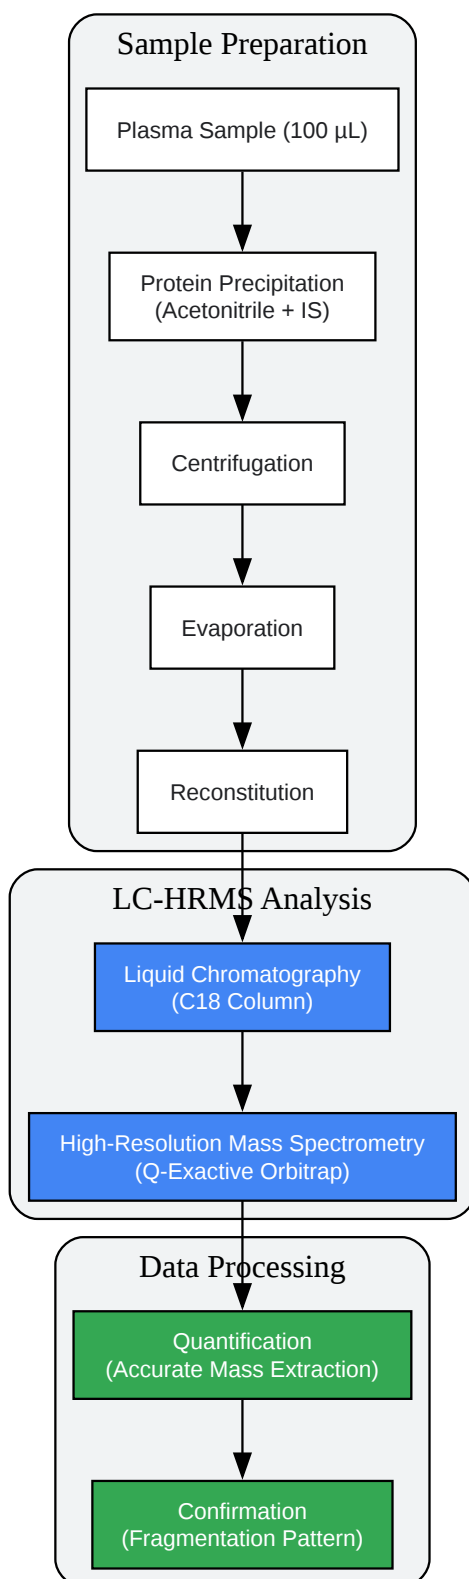 Sample Preparation
Plasma Sample (100 µL)
Protein Precipitation
(Acetonitrile + IS)
Centrifugation
Evaporation
Reconstitution
LC-HRMS Analysis
Liquid Chromatography
(C18 Column)
High-Resolution Mass Spectrometry
(Q-Exactive Orbitrap)
Data Processing
Quantification
(Accurate Mass Extraction)
Confirmation
(Fragmentation Pattern)